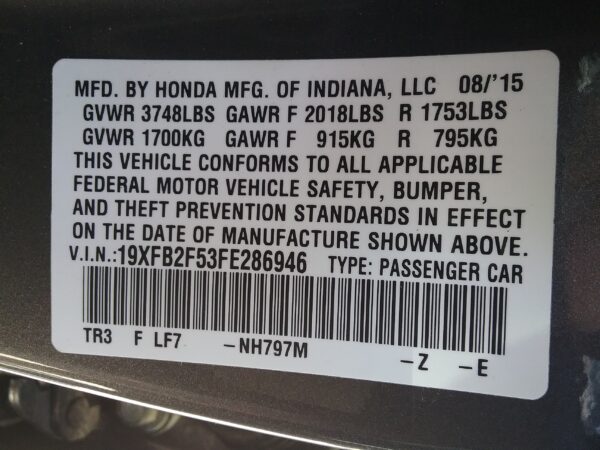 MFD. BY HONDA MFG. OF INDIANA, LLC 08/'15
GVWR 3748LBS GAWR F 2018LBS R 1753LBS
GVWR 1700KG GAWR F 915KG R 795KG
THIS VEHICLE CONFORMS TO ALL APPLICABLE
FEDERAL MOTOR VEHICLE SAFETY, BUMPER,
AND THEFT PREVENTION STANDARDS IN EFFECT
ON THE DATE OF MANUFACTURE SHOWN ABOVE.
V.I.N.:19XFB2F53FE286946 TYPE: PASSENGER CAR
TR3 F LF7 –NH797M –Z –E